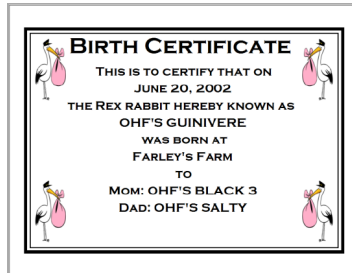 BIRTH CERTIFICATE
THIS IS TO CERTIFY THAT ON
JUNE 20, 2002
THE REX RABBIT HEREBY KNOWN AS
OHF'S GUINIVERE
WAS BORN AT
FARLEY'S FARM
TO
MOM: OHF'S BLACK 3
DAD: OHF'S SALTY